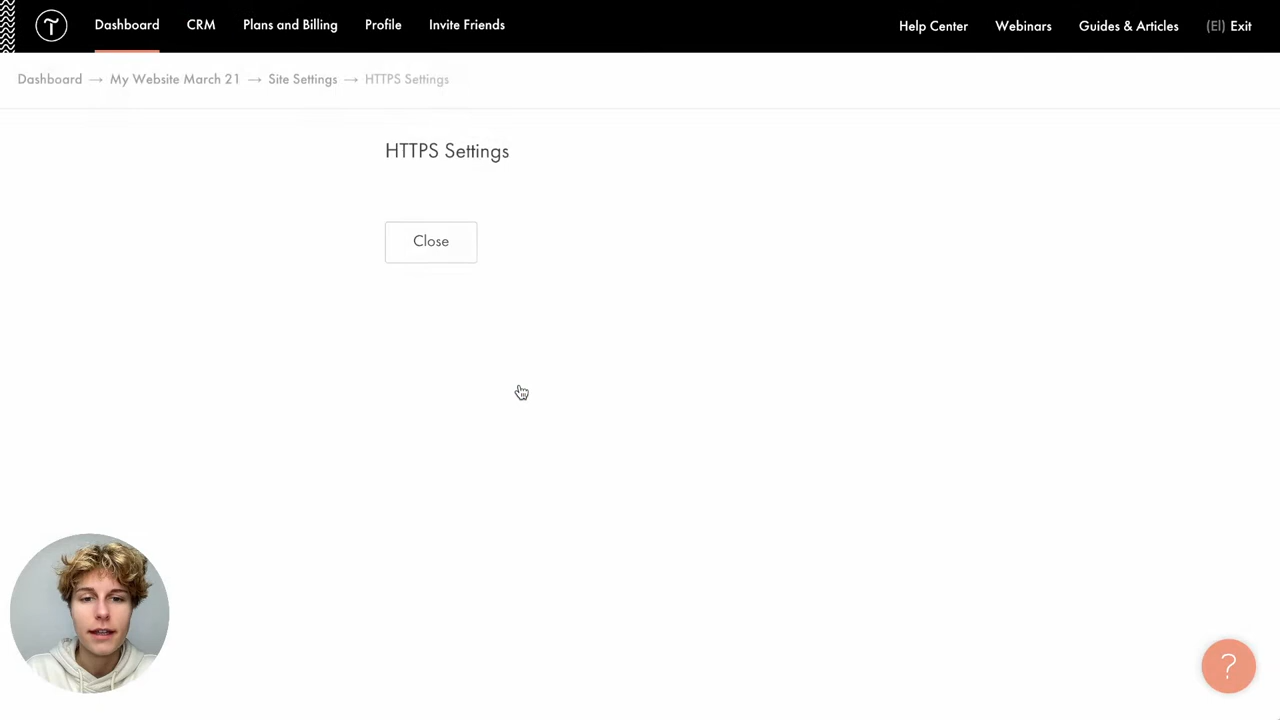 Dashboard CRM Plans and Billing Profile Invite Friends Help Center Webinars Guides & Articles (El) Exit
Dashboard → My Website March 21 → Site Settings → HTTPS Settings
HTTPS Settings
Close
?